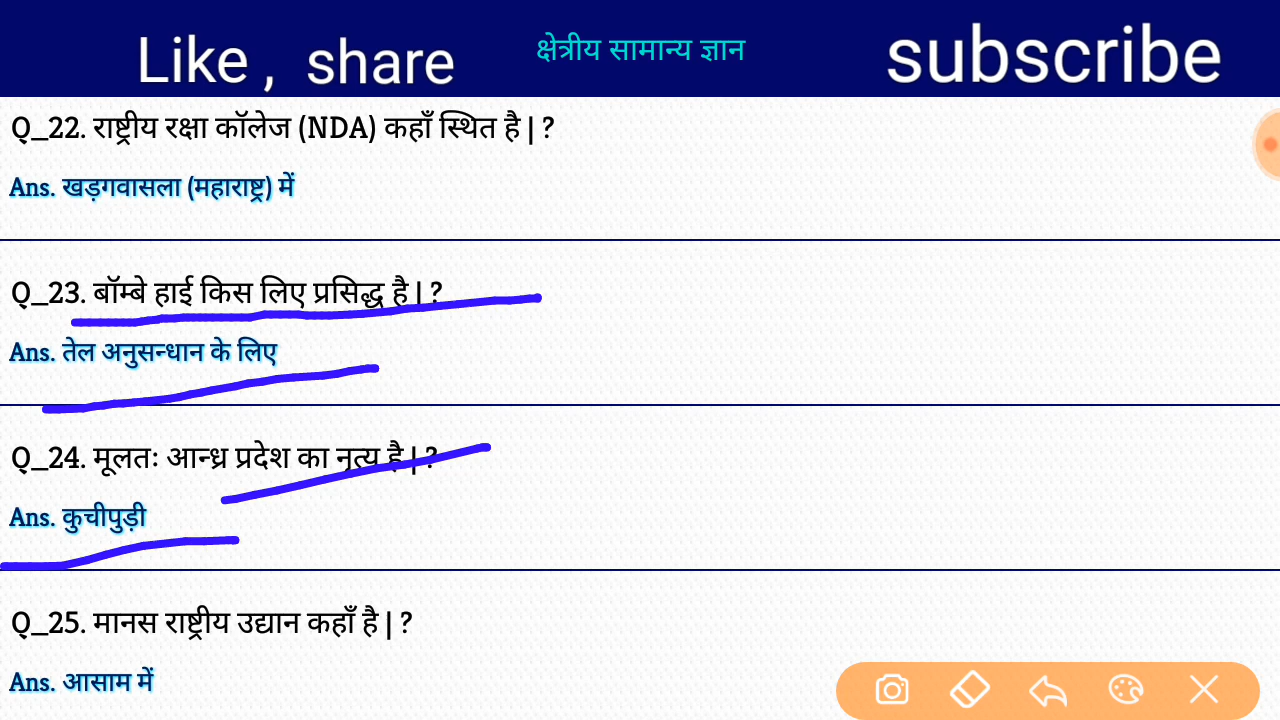 Like , share क्षेत्रीय सामान्य ज्ञान subscribe
Q_22. राष्ट्रीय रक्षा कॉलेज (NDA) कहाँ स्थित है | ?
Ans. खड़गवासला (महाराष्ट्र) में
Q_23. बॉम्बे हाई किस लिए प्रसिद्ध है | ?
Ans. तेल अनुसन्धान के लिए
Q_24. मूलतः आन्ध्र प्रदेश का नृत्य है | ?
Ans. कुचीपुड़ी
Q_25. मानस राष्ट्रीय उद्यान कहाँ है | ?
Ans. आसाम में